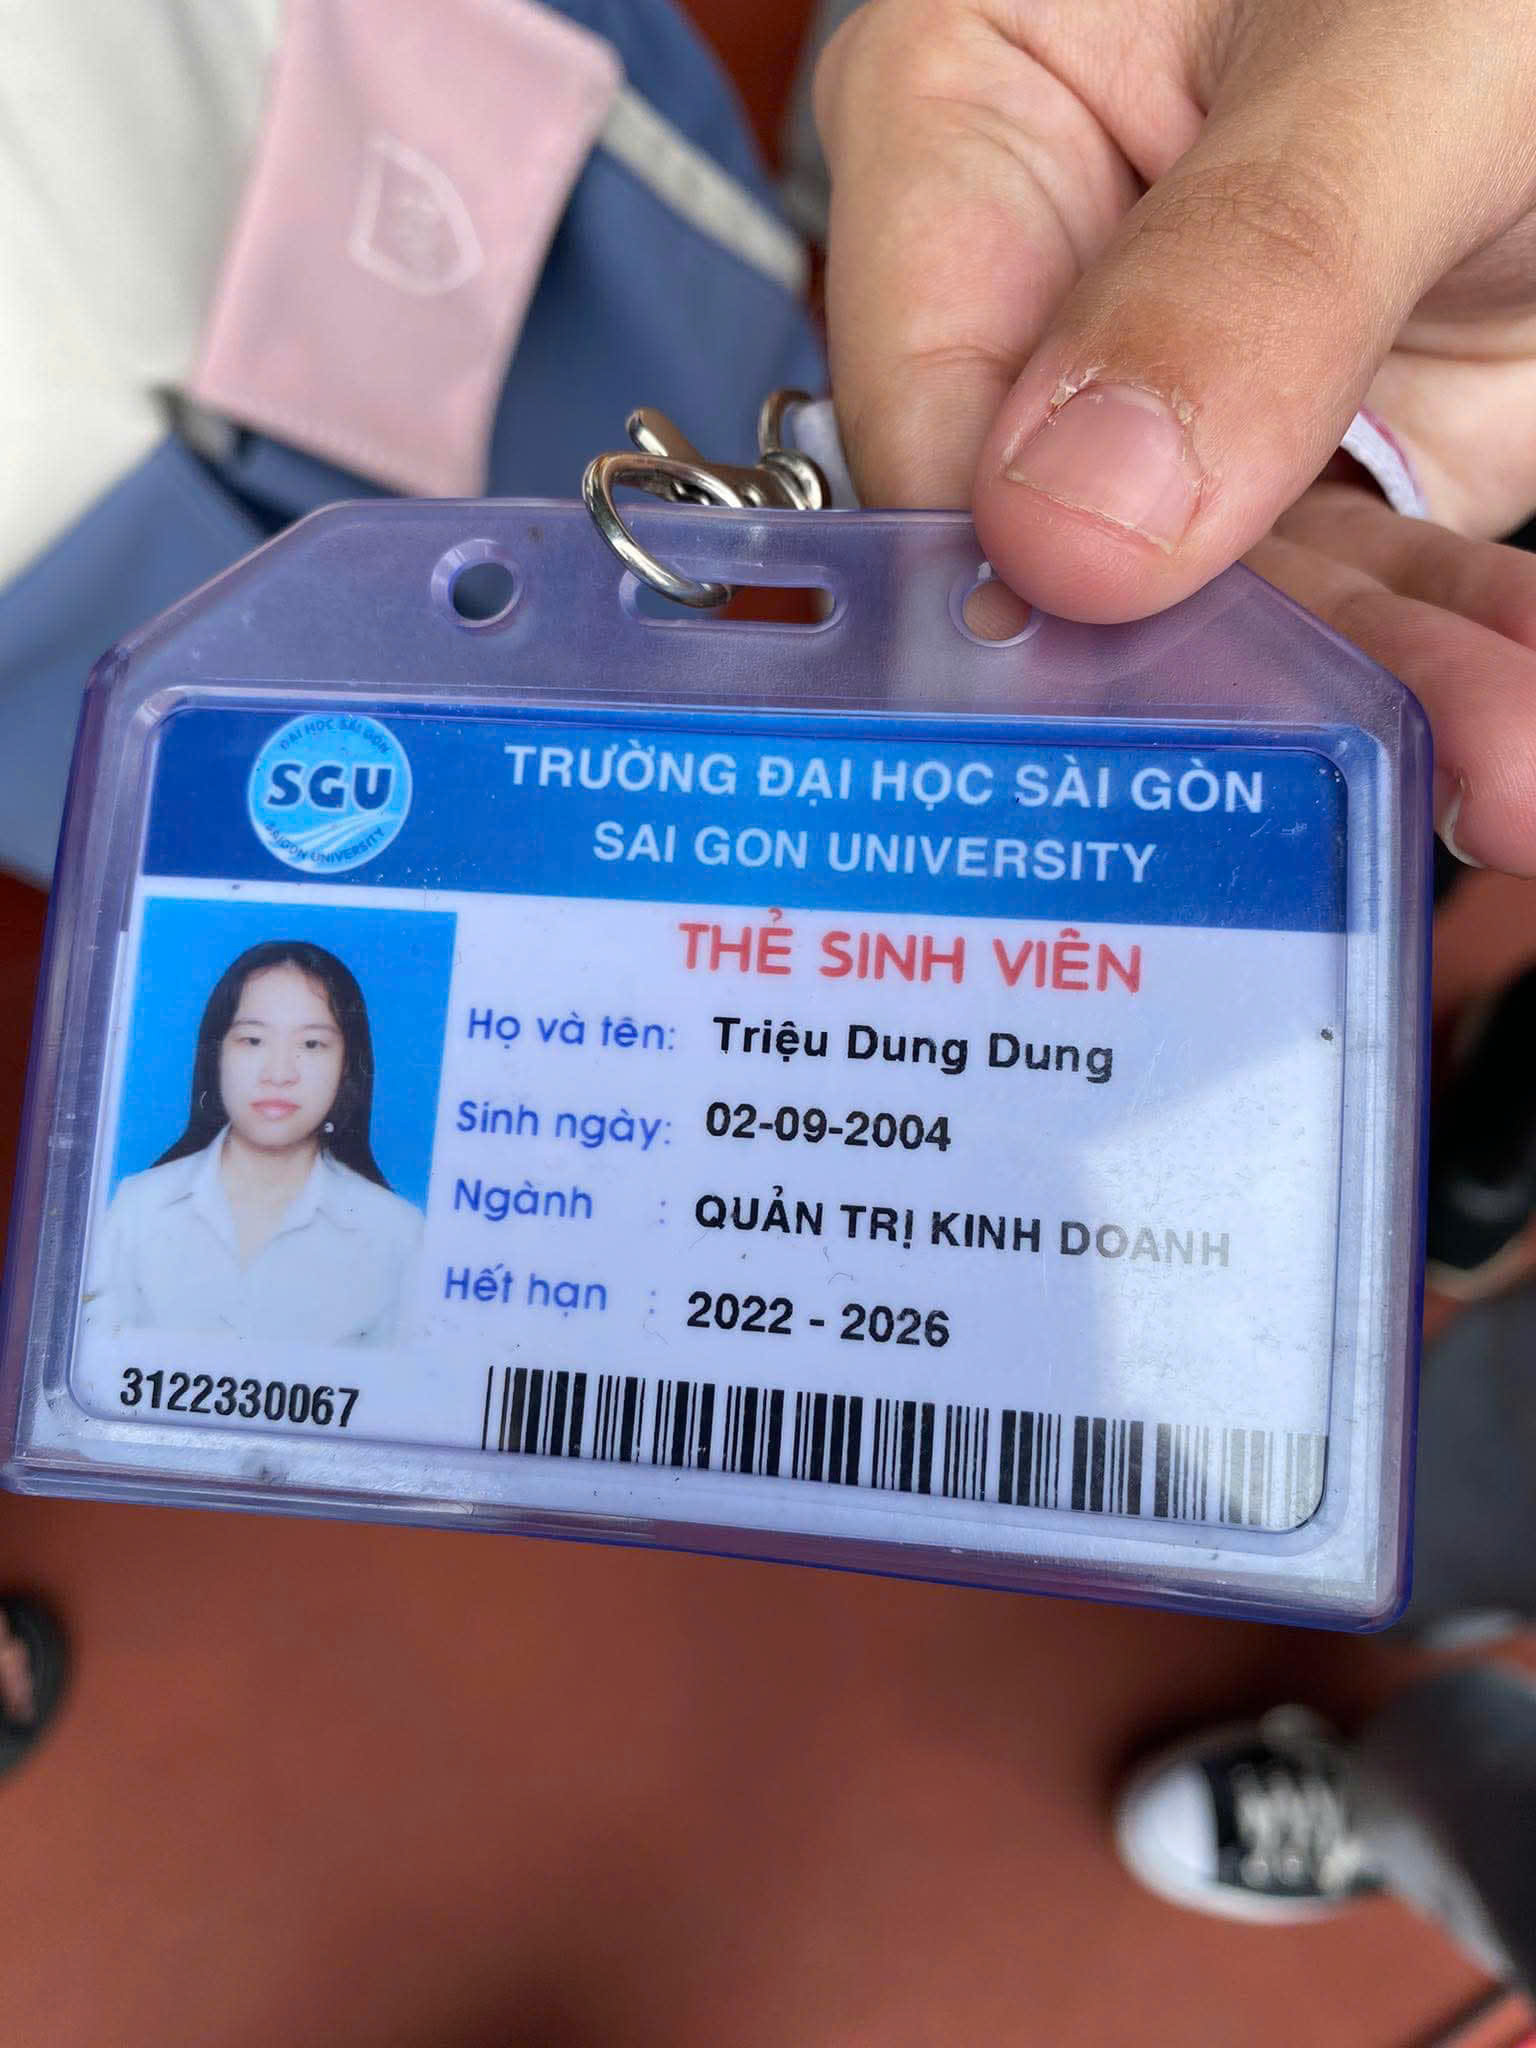 ĐẠI HỌC SÀI GÒN
SGU
SAIGON UNIVERSITY
TRƯỜNG ĐẠI HỌC SÀI GÒN
SAI GON UNIVERSITY
THẺ SINH VIÊN
Họ và tên: Triệu Dung Dung
Sinh ngày: 02-09-2004
Ngành : QUẢN TRỊ KINH DOANH
Hết hạn : 2022 - 2026
3122330067